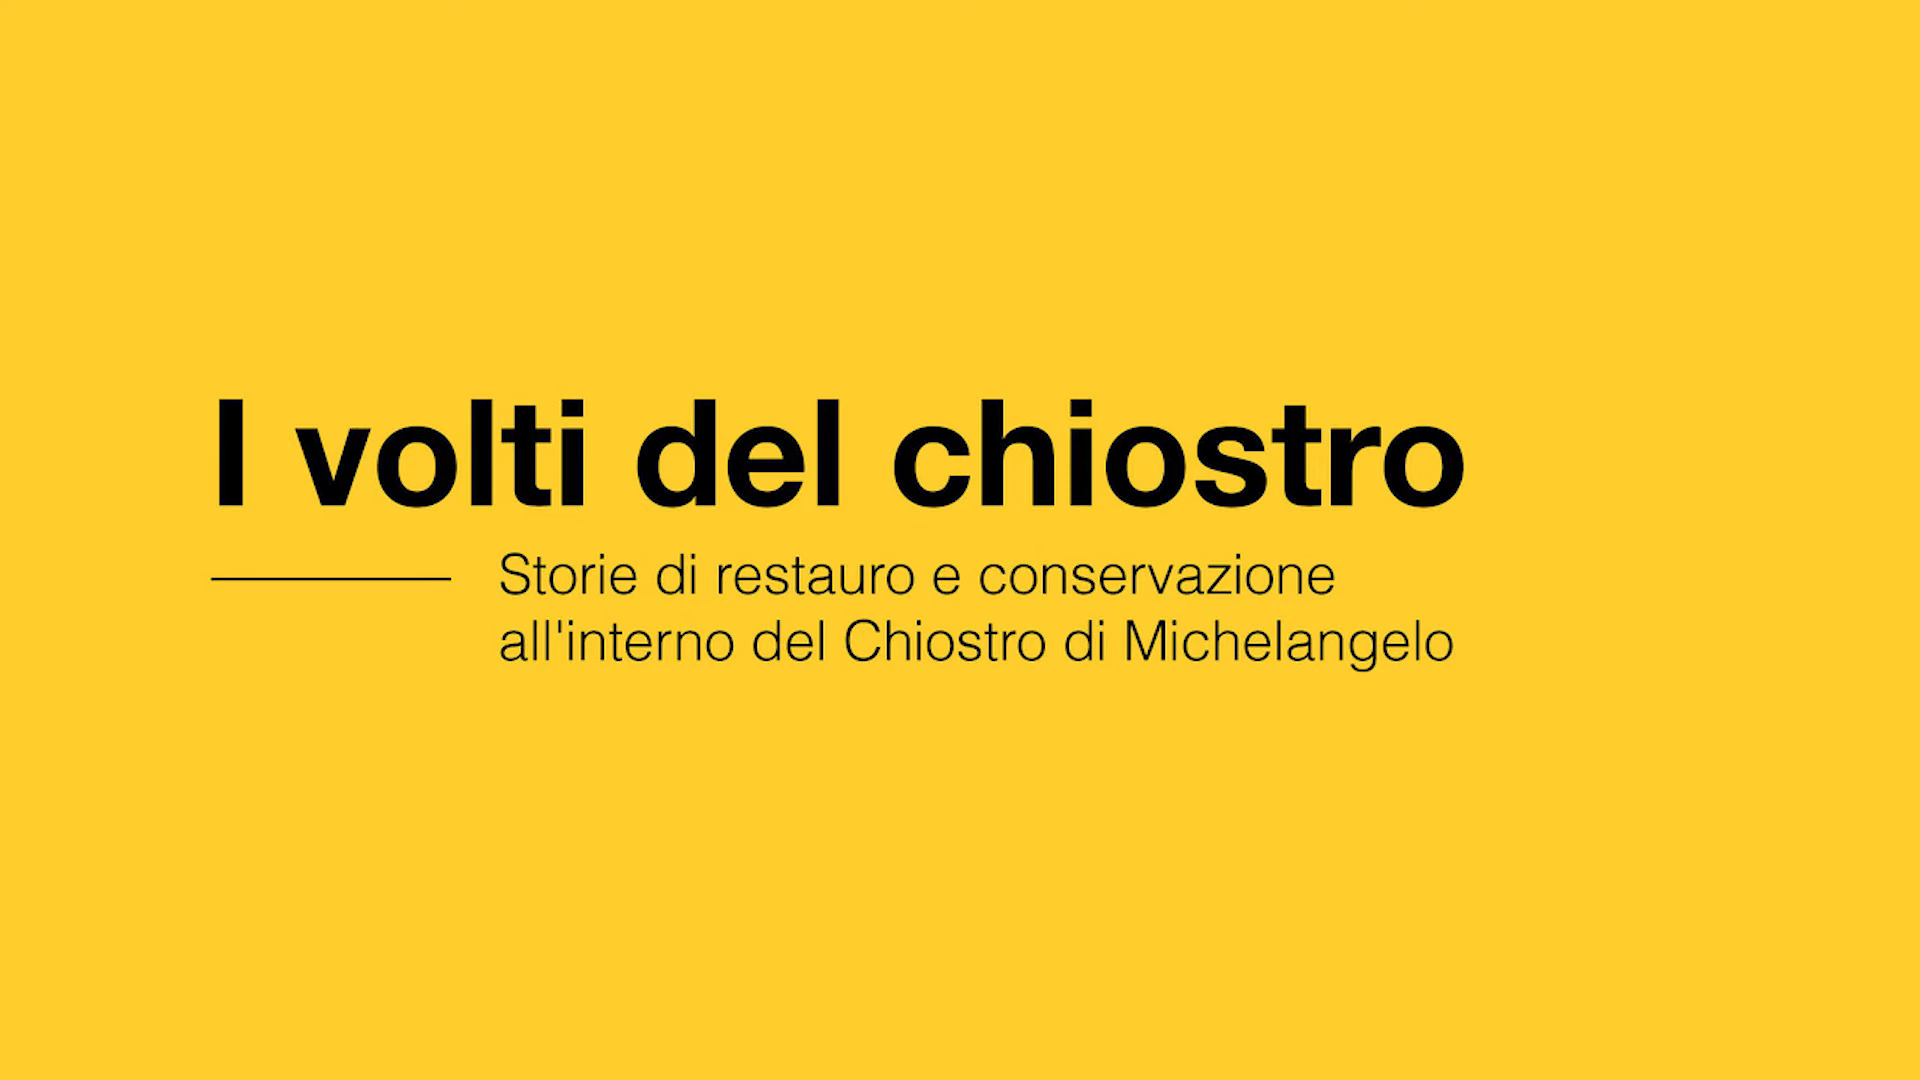 I volti del chiostro
Storie di restauro e conservazione
all'interno del Chiostro di Michelangelo